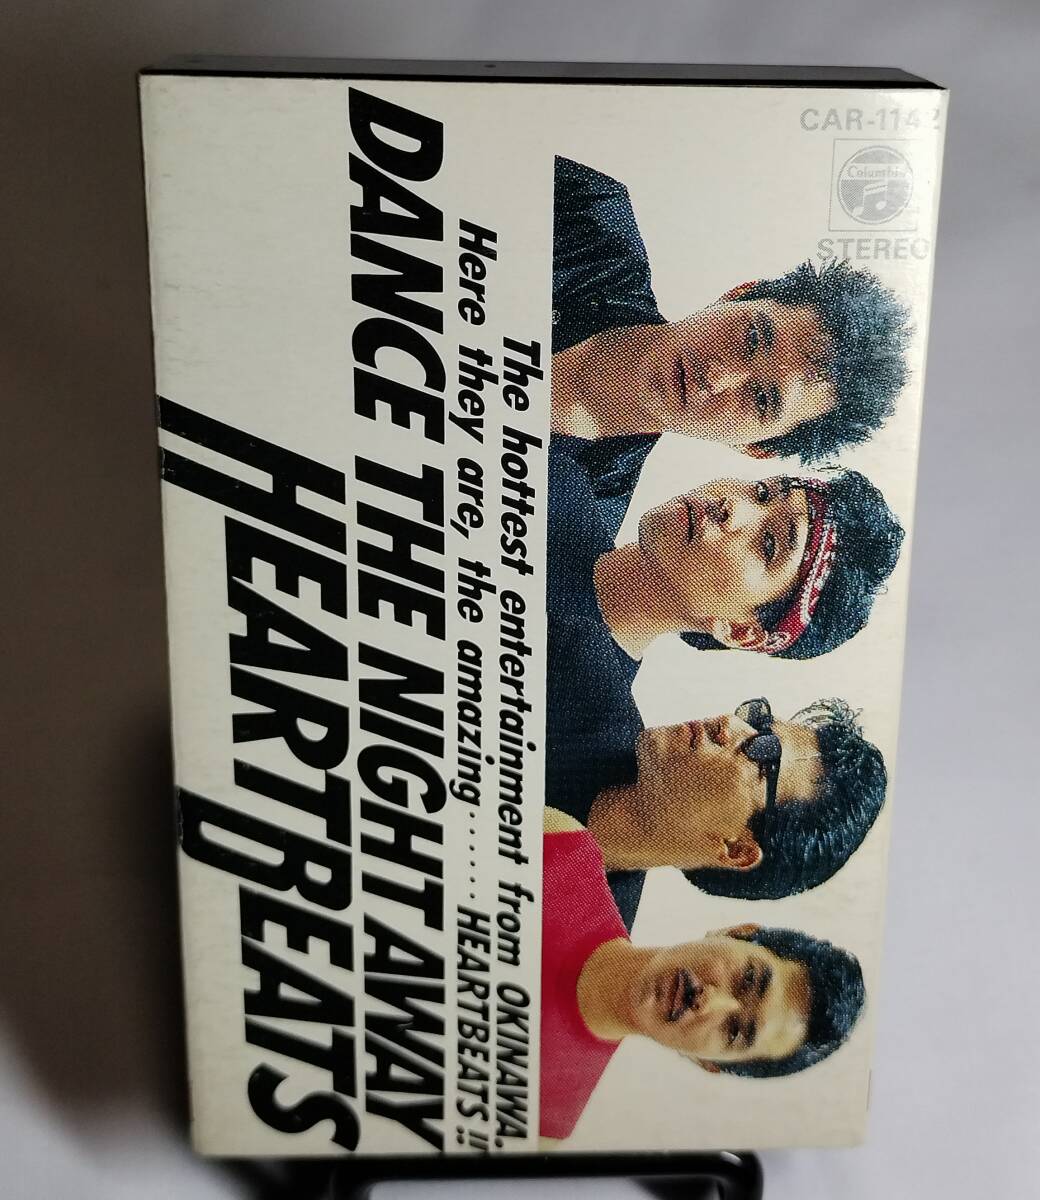 CAR-1142
Columbia
STEREO
The hottest entertainment from OKINAWA.
Here they are, the amazing......HEARTBEATS!!
DANCE THE NIGHT AWAY
HEARTBEATS